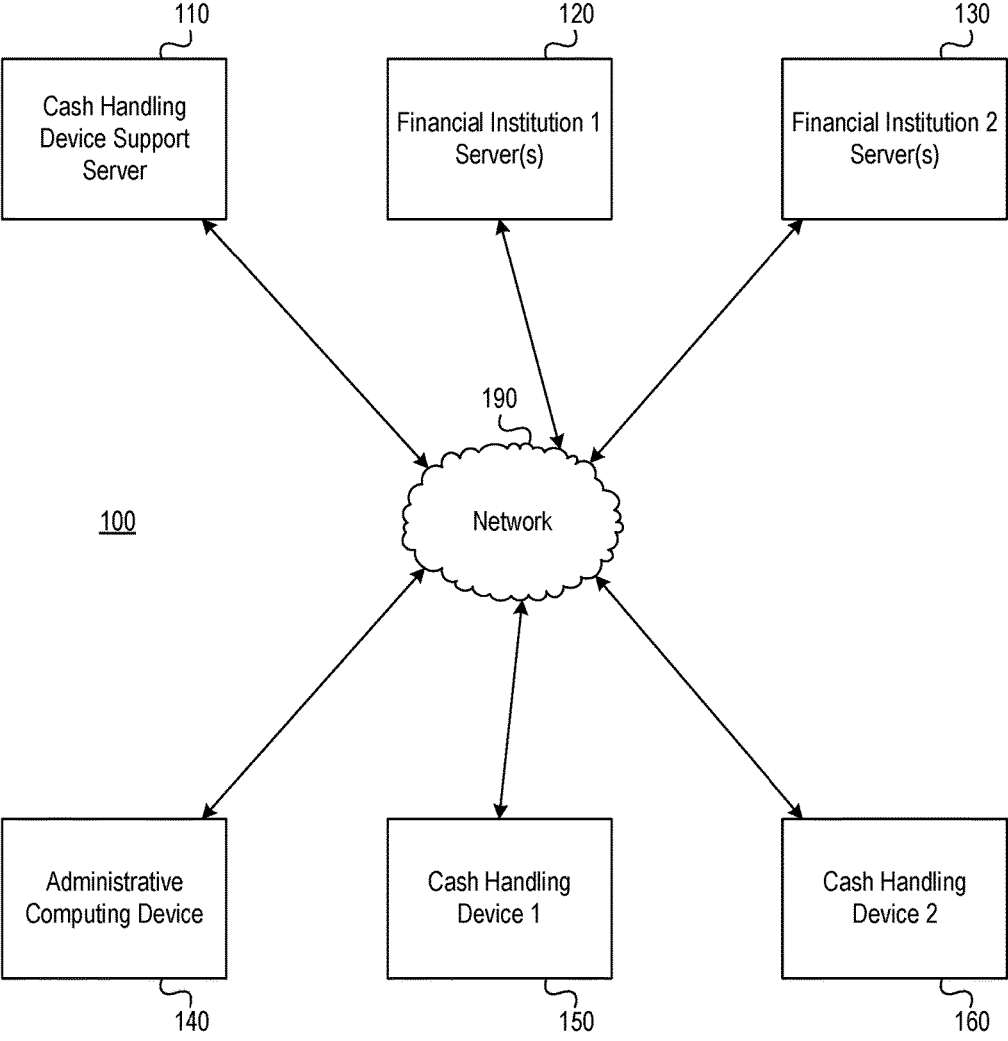 110
120
130
Cash Handling
Device Support
Server
Financial Institution 1
Server(s)
Financial Institution 2
Server(s)
190
100
Network
Administrative
Computing Device
Cash Handling
Device 1
Cash Handling
Device 2
140
150
160